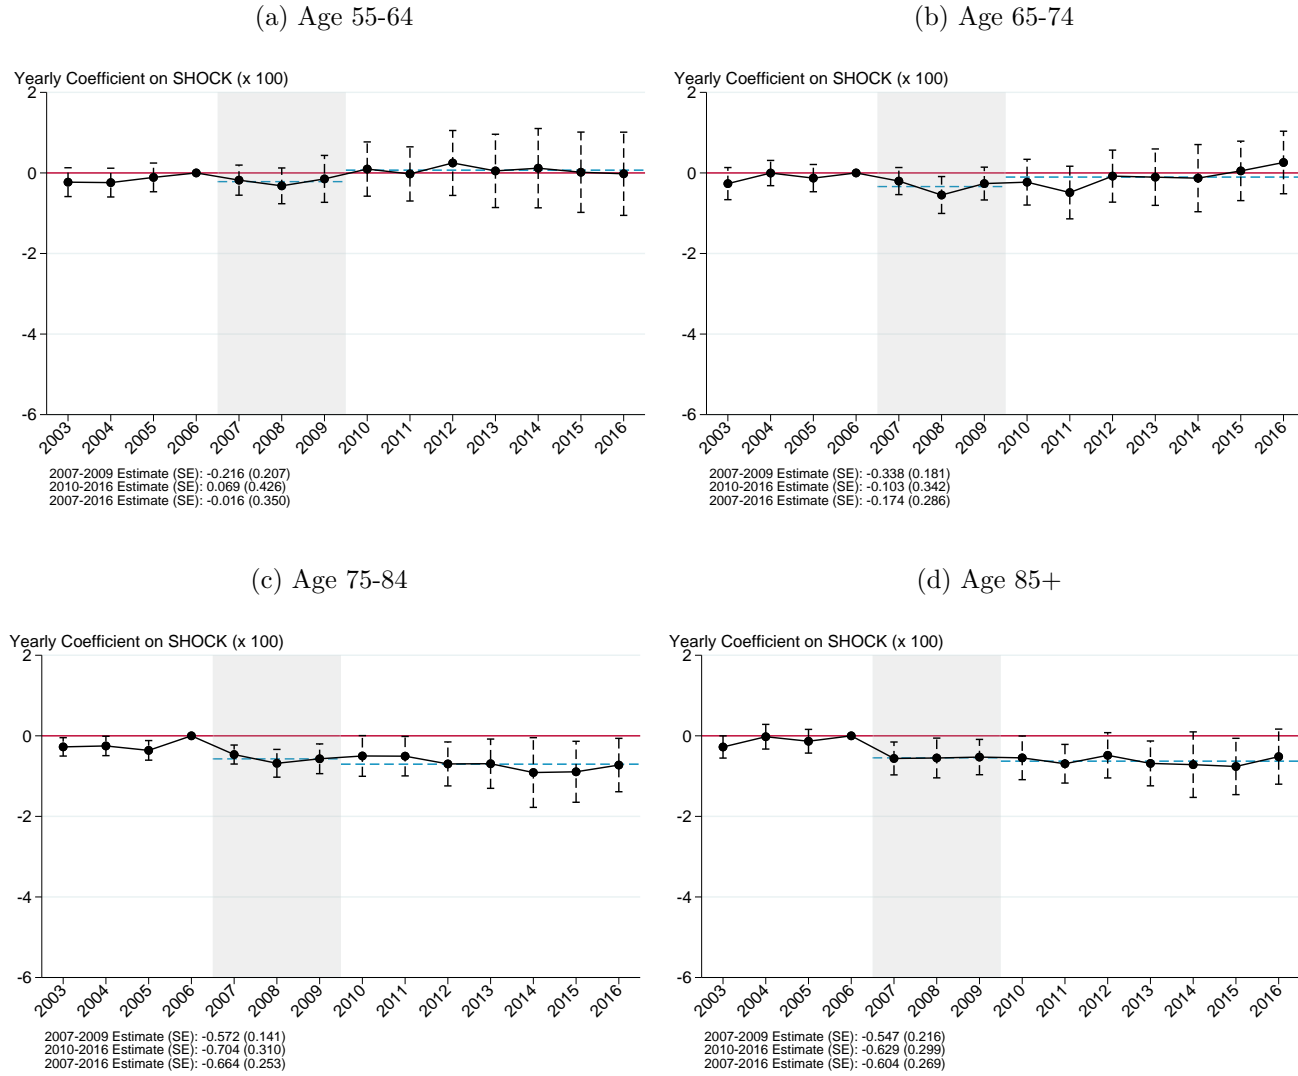 (a) Age 55-64
Yearly Coefficient on SHOCK (x 100)
2
0
-2
-4
-6
2003 2004 2005 2006 2007 2008 2009 2010 2011 2012 2013 2014 2015 2016
2007-2009 Estimate (SE): -0.216 (0.207)
2010-2016 Estimate (SE): 0.069 (0.426)
2007-2016 Estimate (SE): -0.016 (0.350)
(b) Age 65-74
Yearly Coefficient on SHOCK (x 100)
2
0
-2
-4
-6
2003 2004 2005 2006 2007 2008 2009 2010 2011 2012 2013 2014 2015 2016
2007-2009 Estimate (SE): -0.338 (0.181)
2010-2016 Estimate (SE): -0.103 (0.342)
2007-2016 Estimate (SE): -0.174 (0.286)
(c) Age 75-84
Yearly Coefficient on SHOCK (x 100)
2
0
-2
-4
-6
2003 2004 2005 2006 2007 2008 2009 2010 2011 2012 2013 2014 2015 2016
2007-2009 Estimate (SE): -0.572 (0.141)
2010-2016 Estimate (SE): -0.704 (0.310)
2007-2016 Estimate (SE): -0.664 (0.253)
(d) Age 85+
Yearly Coefficient on SHOCK (x 100)
2
0
-2
-4
-6
2003 2004 2005 2006 2007 2008 2009 2010 2011 2012 2013 2014 2015 2016
2007-2009 Estimate (SE): -0.547 (0.216)
2010-2016 Estimate (SE): -0.629 (0.299)
2007-2016 Estimate (SE): -0.604 (0.269)